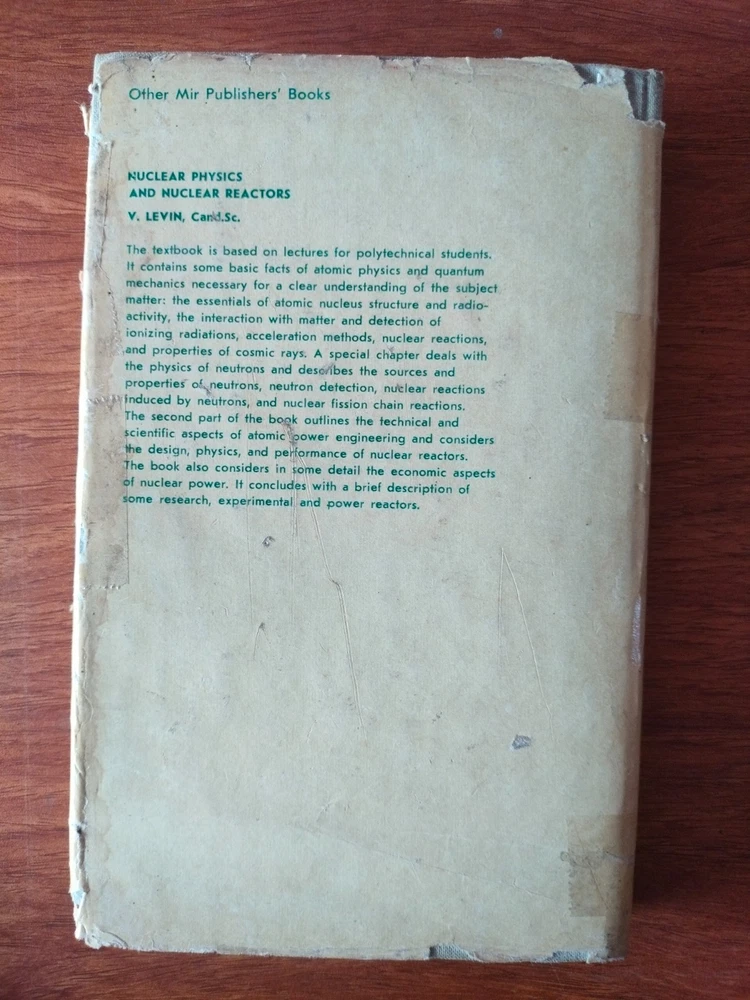 Other Mir Publishers' Books
NUCLEAR PHYSICS
AND NUCLEAR REACTORS
V. LEVIN, Cand.Sc.
The textbook is based on lectures for polytechnical students.
It contains some basic facts of atomic physics and quantum
mechanics necessary for a clear understanding of the subject
matter: the essentials of atomic nucleus structure and radio-
activity, the interaction with matter and detection of
ionizing radiations, acceleration methods, nuclear reactions,
and properties of cosmic rays. A special chapter deals with
the physics of neutrons and describes the sources and
properties of neutrons, neutron detection, nuclear reactions
induced by neutrons, and nuclear fission chain reactions.
The second part of the book outlines the technical and
scientific aspects of atomic power engineering and considers
the design, physics, and performance of nuclear reactors.
The book also considers in some detail the economic aspects
of nuclear power. It concludes with a brief description of
some research, experimental and power reactors.